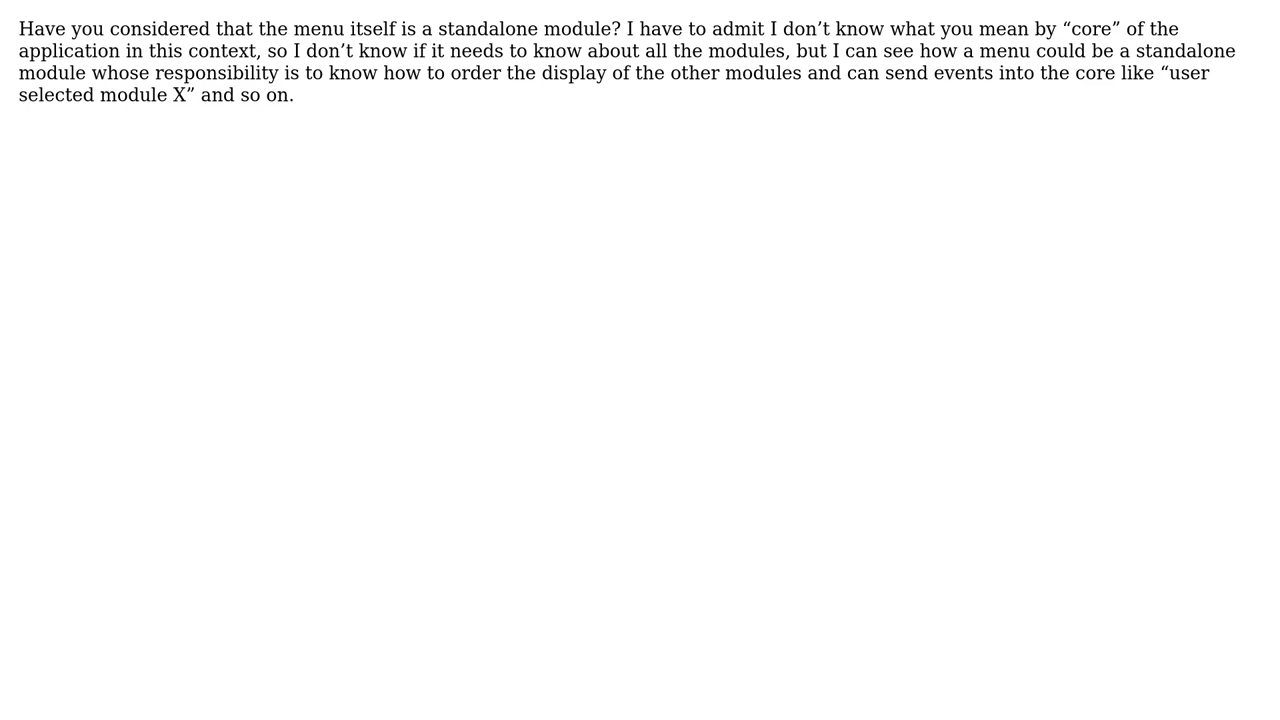 Have you considered that the menu itself is a standalone module? I have to admit I don’t know what you mean by “core” of the
application in this context, so I don’t know if it needs to know about all the modules, but I can see how a menu could be a standalone
module whose responsibility is to know how to order the display of the other modules and can send events into the core like “user
selected module X” and so on.